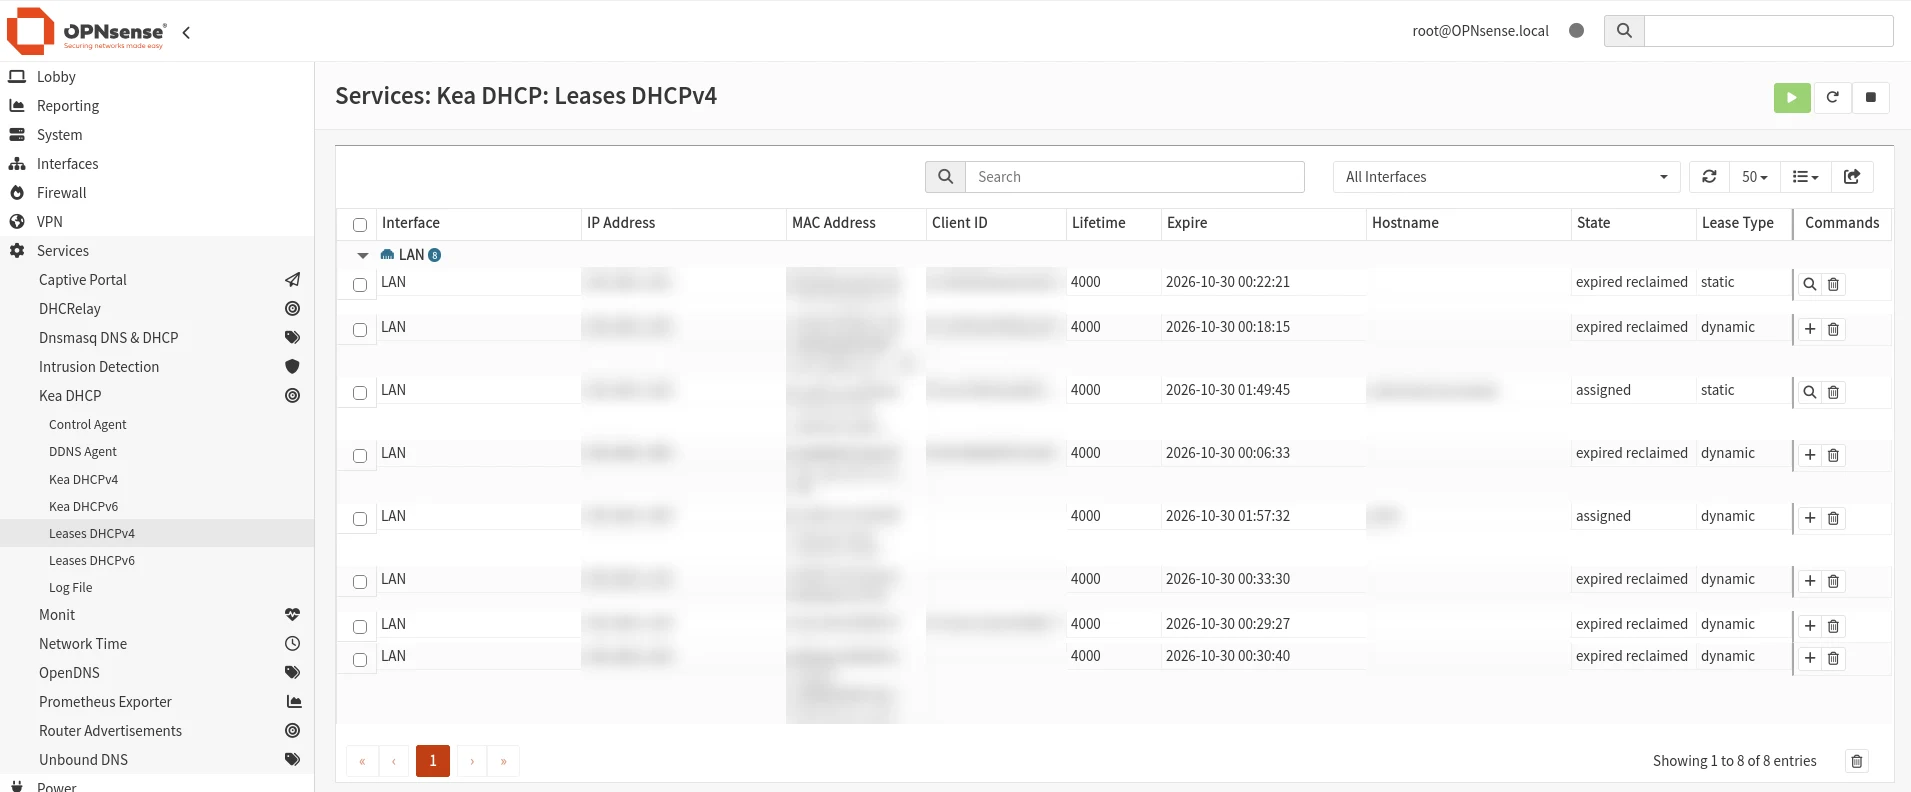 OPNsense®
Securing networks made easy
root@OPNsense.local
Lobby
Reporting
System
Interfaces
Firewall
VPN
Services
Captive Portal
DHCRelay
Dnsmasq DNS & DHCP
Intrusion Detection
Kea DHCP
Control Agent
DDNS Agent
Kea DHCPv4
Kea DHCPv6
Leases DHCPv4
Leases DHCPv6
Log File
Monit
Network Time
OpenDNS
Prometheus Exporter
Router Advertisements
Unbound DNS
Power
Services: Kea DHCP: Leases DHCPv4
Search All Interfaces 50
Interface IP Address MAC Address Client ID Lifetime Expire Hostname State Lease Type Commands
LAN 8
LAN 4000 2026-10-30 00:22:21 expired reclaimed static
LAN 4000 2026-10-30 00:18:15 expired reclaimed dynamic
LAN 4000 2026-10-30 01:49:45 assigned static
LAN 4000 2026-10-30 00:06:33 expired reclaimed dynamic
LAN 4000 2026-10-30 01:57:32 assigned dynamic
LAN 4000 2026-10-30 00:33:30 expired reclaimed dynamic
LAN 4000 2026-10-30 00:29:27 expired reclaimed dynamic
LAN 4000 2026-10-30 00:30:40 expired reclaimed dynamic
« ‹ 1 › » Showing 1 to 8 of 8 entries